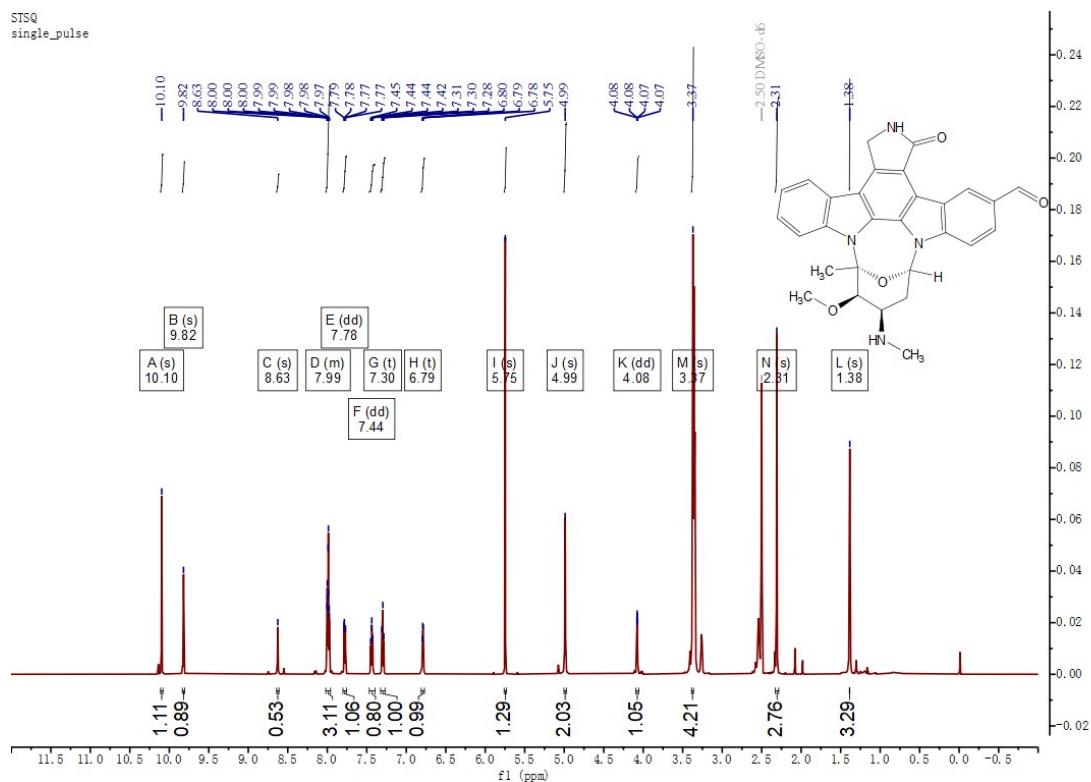 STSQ
single_pulse
10.10
9.82
8.63
8.00
8.00
8.00
7.99
7.99
7.98
7.98
7.97
7.79
7.78
7.77
7.77
7.45
7.44
7.44
7.42
7.31
7.30
7.28
6.80
6.79
6.78
5.75
4.99
4.08
4.08
4.07
4.07
3.37
2.50 DMSO-d6
2.31
1.38
NH
O
O
N
N
H₃C
O
H
H₃C
O
HN
CH₃
B (s)
9.82
E (dd)
7.78
A (s)
10.10
C (s)
8.63
D (m)
7.99
G (t)
7.30
H (t)
6.79
I (s)
5.75
J (s)
4.99
K (dd)
4.08
M (s)
3.37
N (s)
2.31
L (s)
1.38
F (dd)
7.44
0.24
0.22
0.20
0.18
0.16
0.14
0.12
0.10
0.08
0.06
0.04
0.02
0.00
-0.02
1.11
0.89
0.53
3.11
1.06
0.80
1.00
0.99
1.29
2.03
1.05
4.21
2.76
3.29
11.5 11.0 10.5 10.0 9.5 9.0 8.5 8.0 7.5 7.0 6.5 6.0 5.5 5.0 4.5 4.0 3.5 3.0 2.5 2.0 1.5 1.0 0.5 0.0 -0.5
f1 (ppm)